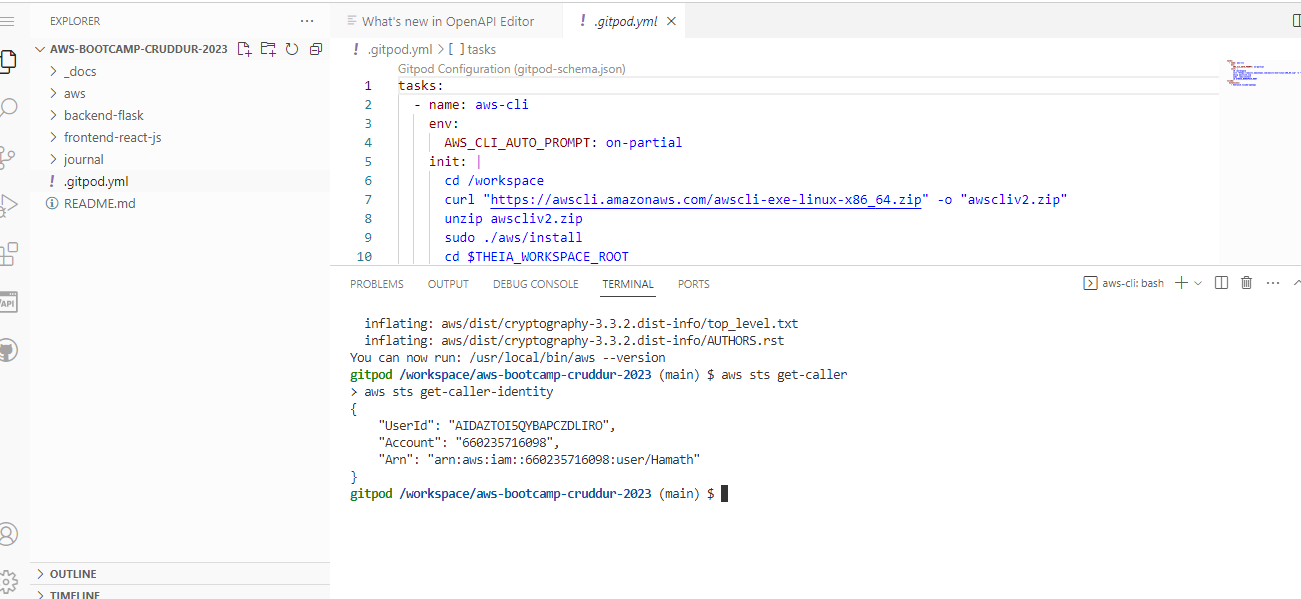 EXPLORER
AWS-BOOTCAMP-CRUDDUR-2023
_docs
aws
backend-flask
frontend-react-js
journal
! .gitpod.yml
README.md
OUTLINE
TIMELINE
What's new in OpenAPI Editor
! .gitpod.yml
! .gitpod.yml > [ ] tasks
Gitpod Configuration (gitpod-schema.json)
1 tasks:
2 - name: aws-cli
3 env:
4 AWS_CLI_AUTO_PROMPT: on-partial
5 init: |
6 cd /workspace
7 curl "https://awscli.amazonaws.com/awscli-exe-linux-x86_64.zip" -o "awscliv2.zip"
8 unzip awscliv2.zip
9 sudo ./aws/install
10 cd $THEIA_WORKSPACE_ROOT
PROBLEMS OUTPUT DEBUG CONSOLE TERMINAL PORTS
aws-cli: bash
inflating: aws/dist/cryptography-3.3.2.dist-info/top_level.txt
inflating: aws/dist/cryptography-3.3.2.dist-info/AUTHORS.rst
You can now run: /usr/local/bin/aws --version
gitpod /workspace/aws-bootcamp-cruddur-2023 (main) $ aws sts get-caller
> aws sts get-caller-identity
{
"UserId": "AIDAZTOI5QYBAPCZDLIRO",
"Account": "660235716098",
"Arn": "arn:aws:iam::660235716098:user/Hamath"
}
gitpod /workspace/aws-bootcamp-cruddur-2023 (main) $
API